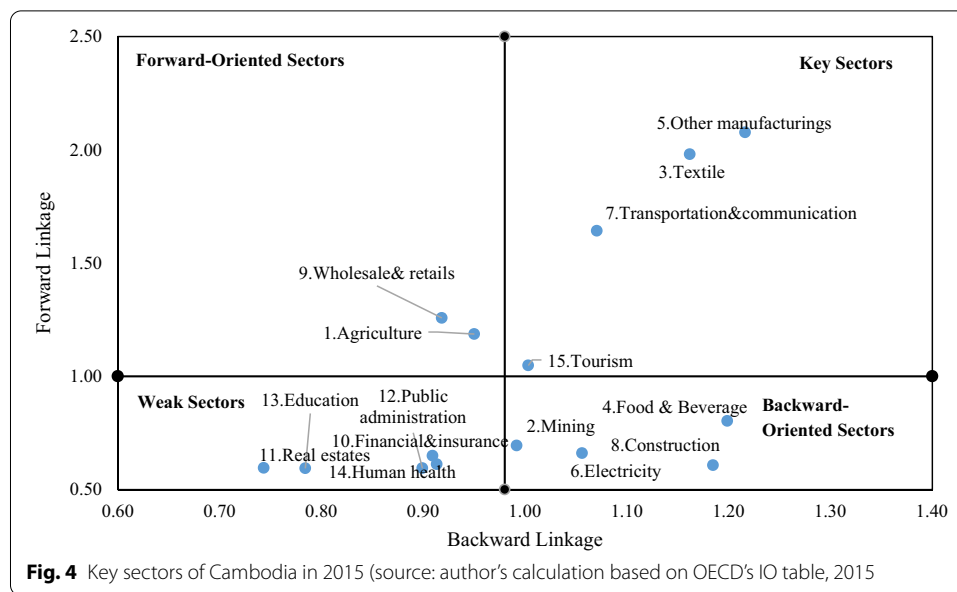 2.50
Forward-Oriented Sectors
Key Sectors
5.Other manufacturings
2.00
3.Textile
7.Transportation&communication
Forward Linkage
1.50
9.Wholesale& retails
1.Agriculture
15.Tourism
1.00
Weak Sectors
13.Education
12.Public
administration
4.Food & Beverage
Backward-
Oriented Sectors
2.Mining
10.Financial&insurance
8.Construction
11.Real estates
14.Human health
6.Electricity
0.50
0.60 0.70 0.80 0.90 1.00 1.10 1.20 1.30 1.40
Backward Linkage
Fig. 4 Key sectors of Cambodia in 2015 (source: author's calculation based on OECD's IO table, 2015